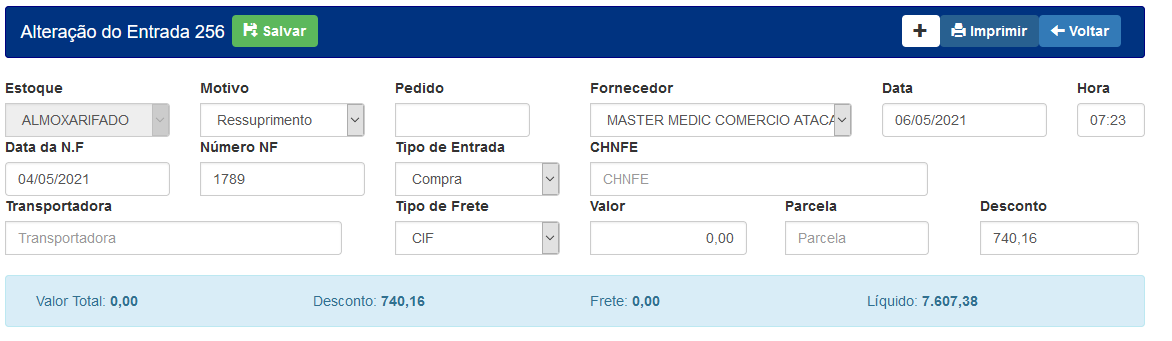 Alteração do Entrada 256 Salvar + Imprimir Voltar
Estoque Motivo Pedido Fornecedor Data Hora
ALMOXARIFADO Ressuprimento MASTER MEDIC COMERCIO ATACA 06/05/2021 07:23
Data da N.F Número NF Tipo de Entrada CHNFE
04/05/2021 1789 Compra CHNFE
Transportadora Tipo de Frete Valor Parcela Desconto
Transportadora CIF 0,00 Parcela 740,16
Valor Total: 0,00 Desconto: 740,16 Frete: 0,00 Líquido: 7.607,38